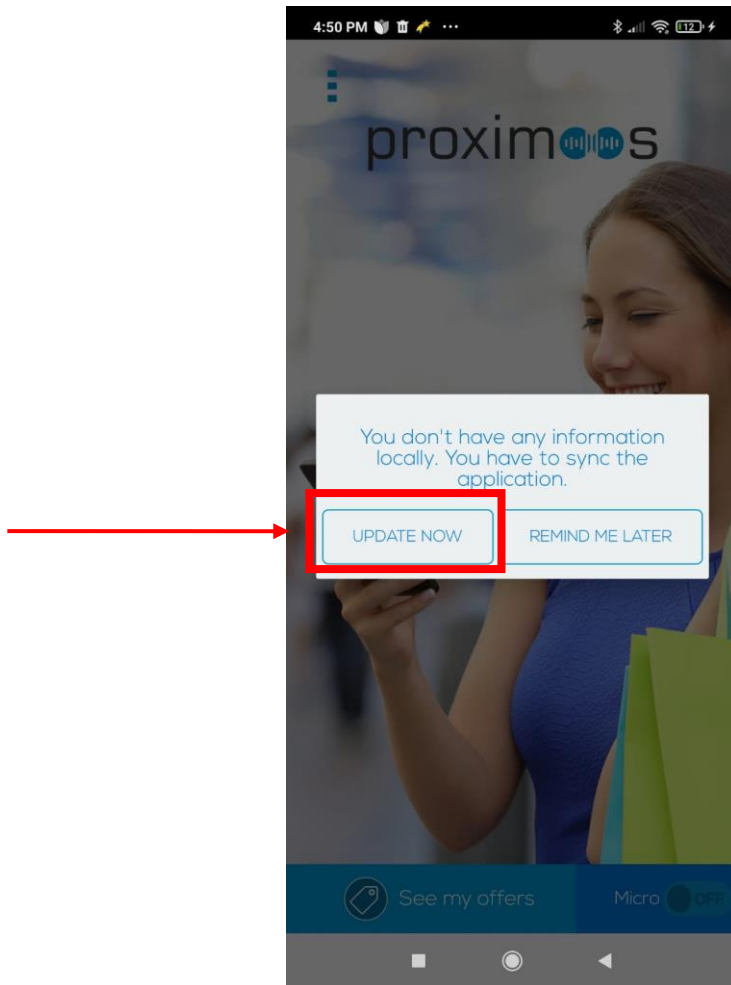 4:50 PM
12
proximoos
You don't have any information
locally. You have to sync the
application.
UPDATE NOW
REMIND ME LATER
See my offers
Micro
OFF